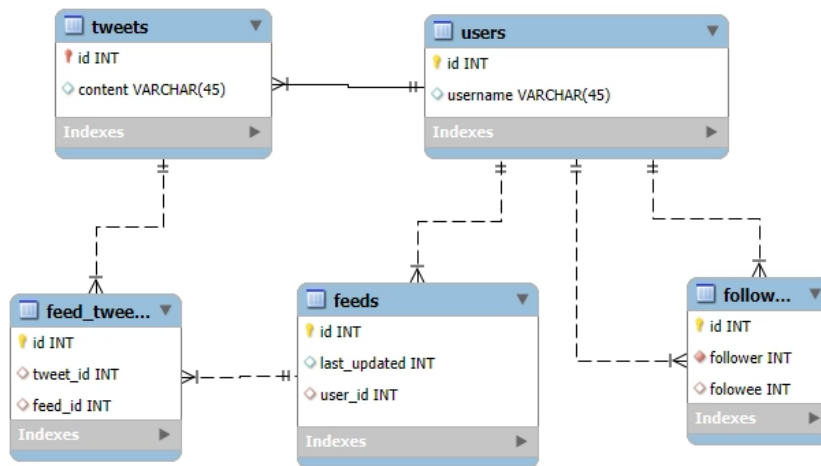 tweets
id INT
content VARCHAR(45)
Indexes
users
id INT
username VARCHAR(45)
Indexes
feed_twee...
id INT
tweet_id INT
feed_id INT
Indexes
feeds
id INT
last_updated INT
user_id INT
Indexes
follow...
id INT
follower INT
folowee INT
Indexes